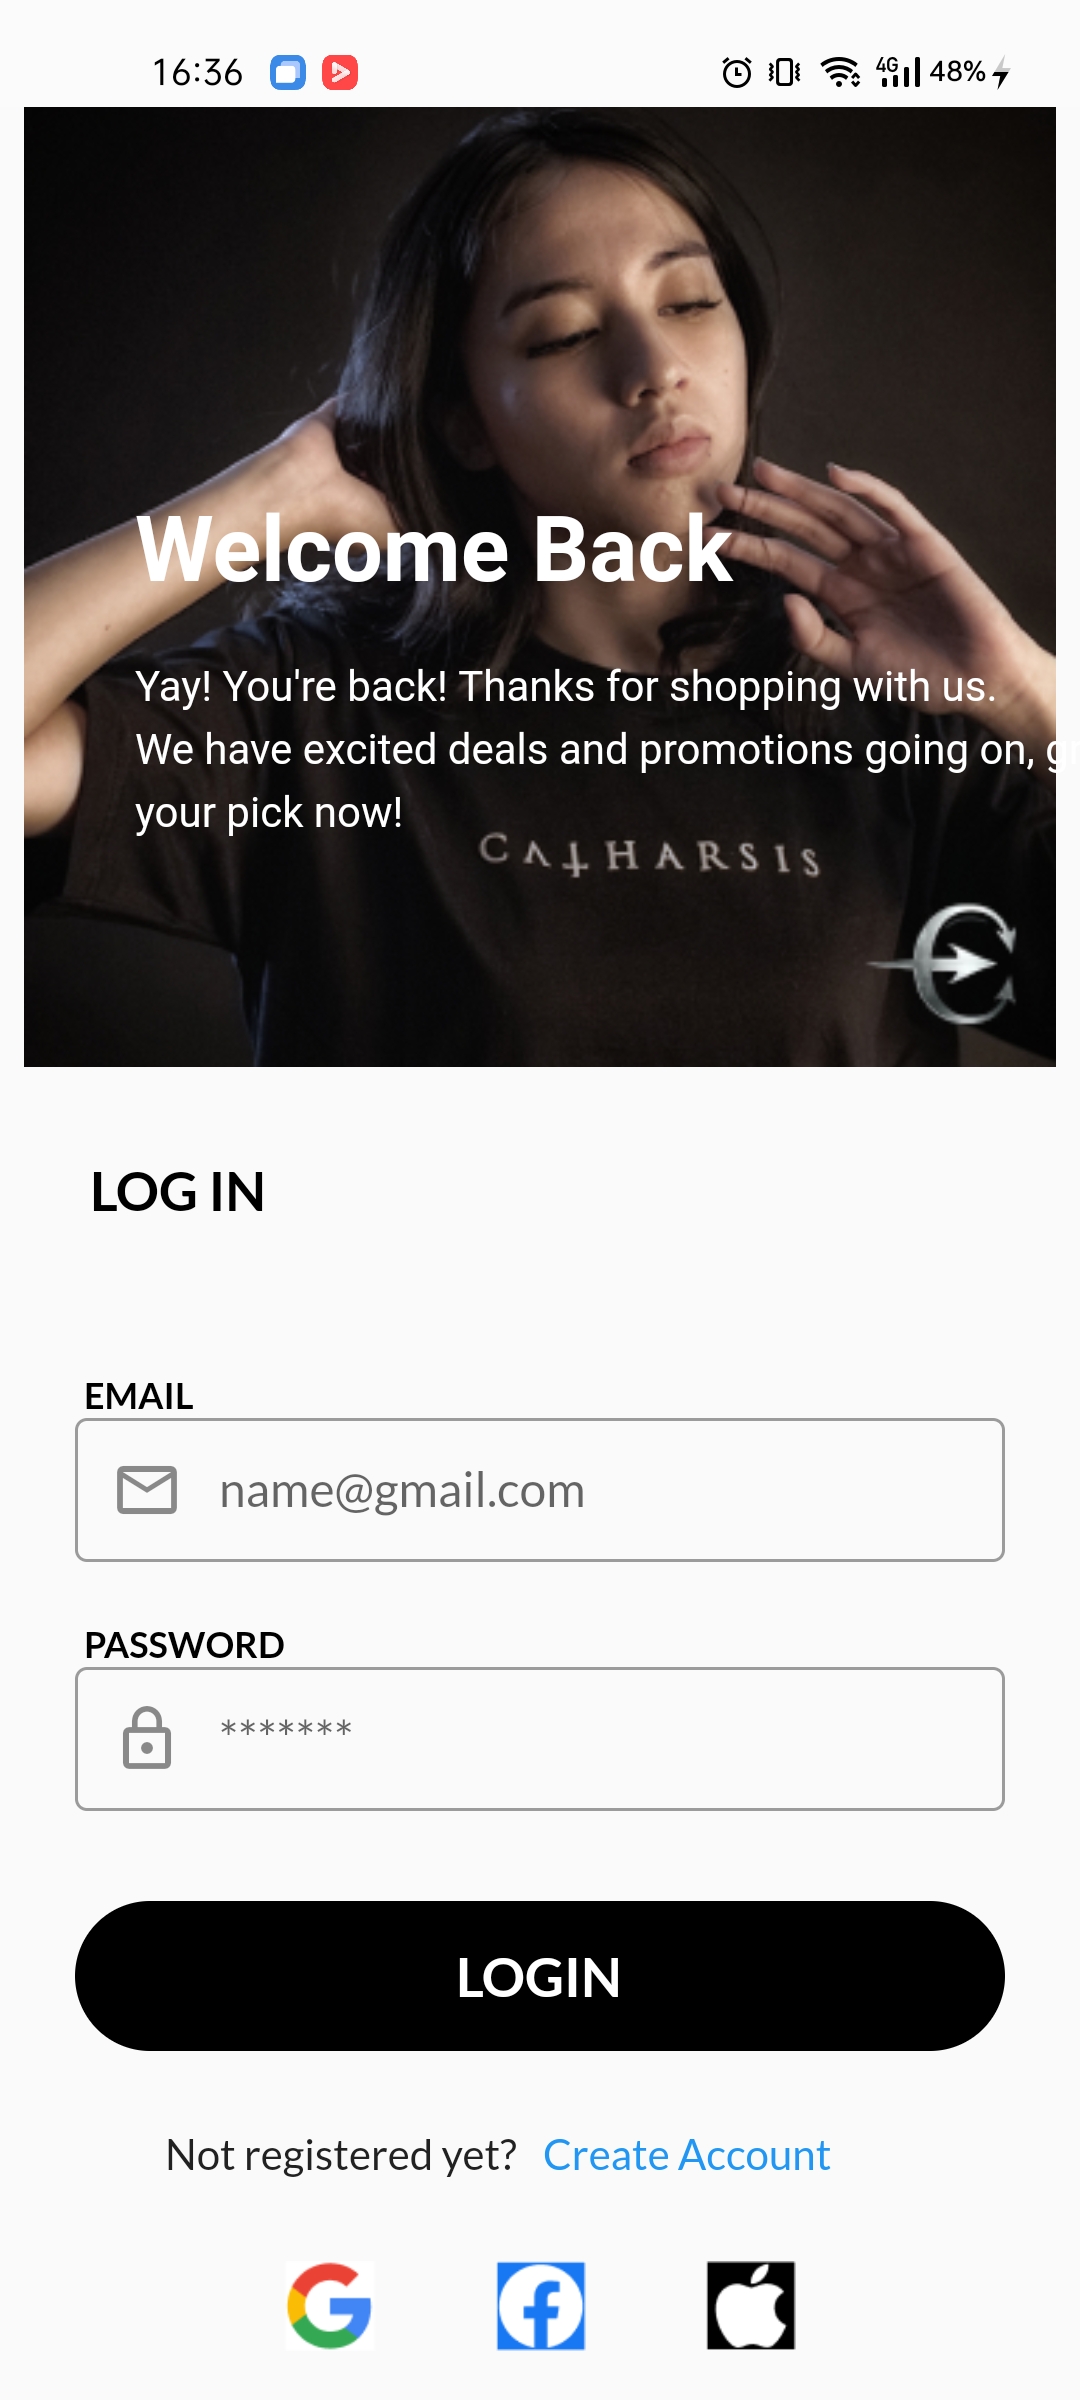 16:36
4G 48%
Welcome Back
Yay! You're back! Thanks for shopping with us.
We have excited deals and promotions going on,
your pick now!
CATHARSIS
LOG IN
EMAIL
name@gmail.com
PASSWORD
*******
LOGIN
Not registered yet? Create Account